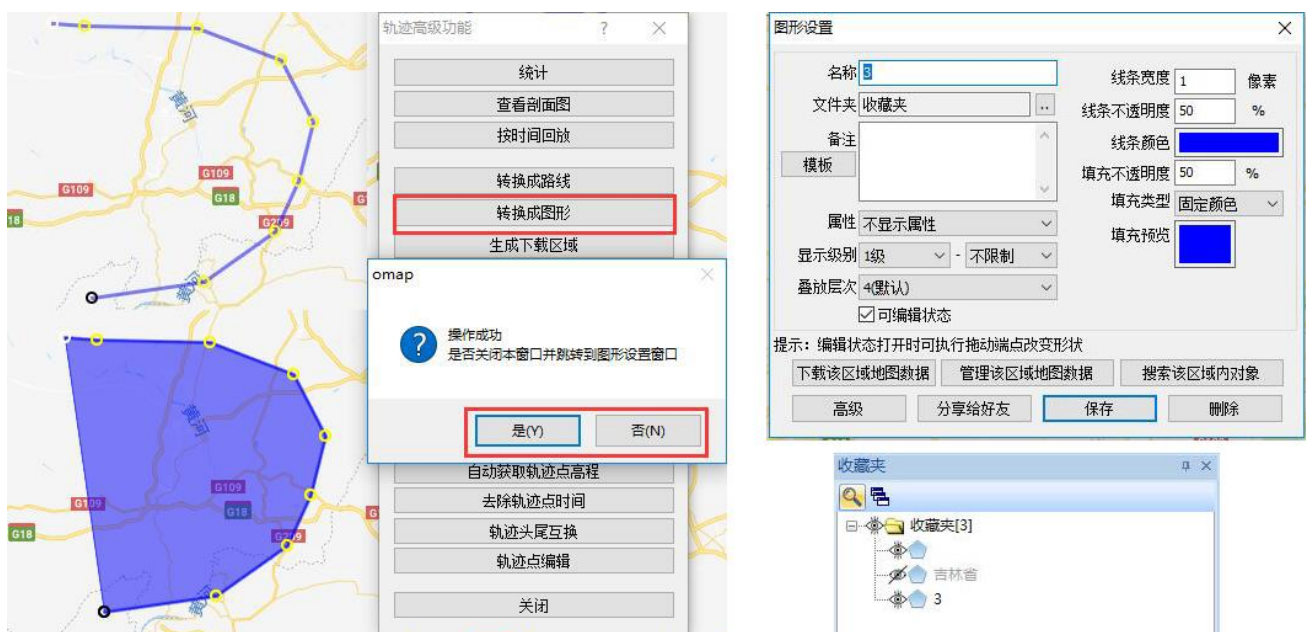 黄河
G109
G109
G18
G
18
G209
轨迹高级功能
?
统计
查看剖面图
按时间回放
转换成路线
转换成图形
生成下载区域
omap
操作成功
是否关闭本窗口并跳转到图形设置窗口
是(Y)
否(N)
自动获取轨迹点高程
去除轨迹点时间
轨迹头尾互换
轨迹点编辑
关闭
黄河
G109
G109
G18
G18
G209
G
图形设置
名称 3
文件夹 收藏夹 ..
备注
模板
属性 不显示属性
显示级别 1级 - 不限制
叠放层次 4(默认)
可编辑状态
线条宽度 1 像素
线条不透明度 50 %
线条颜色
填充不透明度 50 %
填充类型 固定颜色
填充预览
提示：编辑状态打开时可执行拖动端点改变形状
下载该区域地图数据 管理该区域地图数据 搜索该区域内对象
高级 分享给好友 保存 删除
收藏夹
收藏夹[3]
吉林省
3